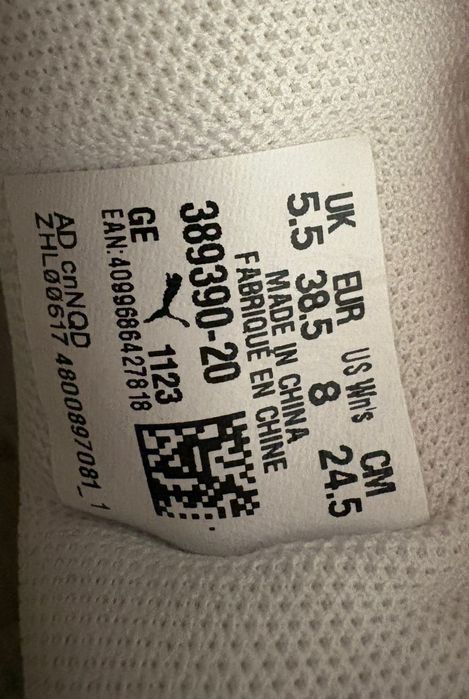 UK EUR US Wn's CM
5.5 38.5 8 24.5
MADE IN CHINA
FABRIQUÉ EN CHINE
389390-20
GE 1123
EAN:4099686427818
AD cnNQD
ZHL00617 4800897081_1